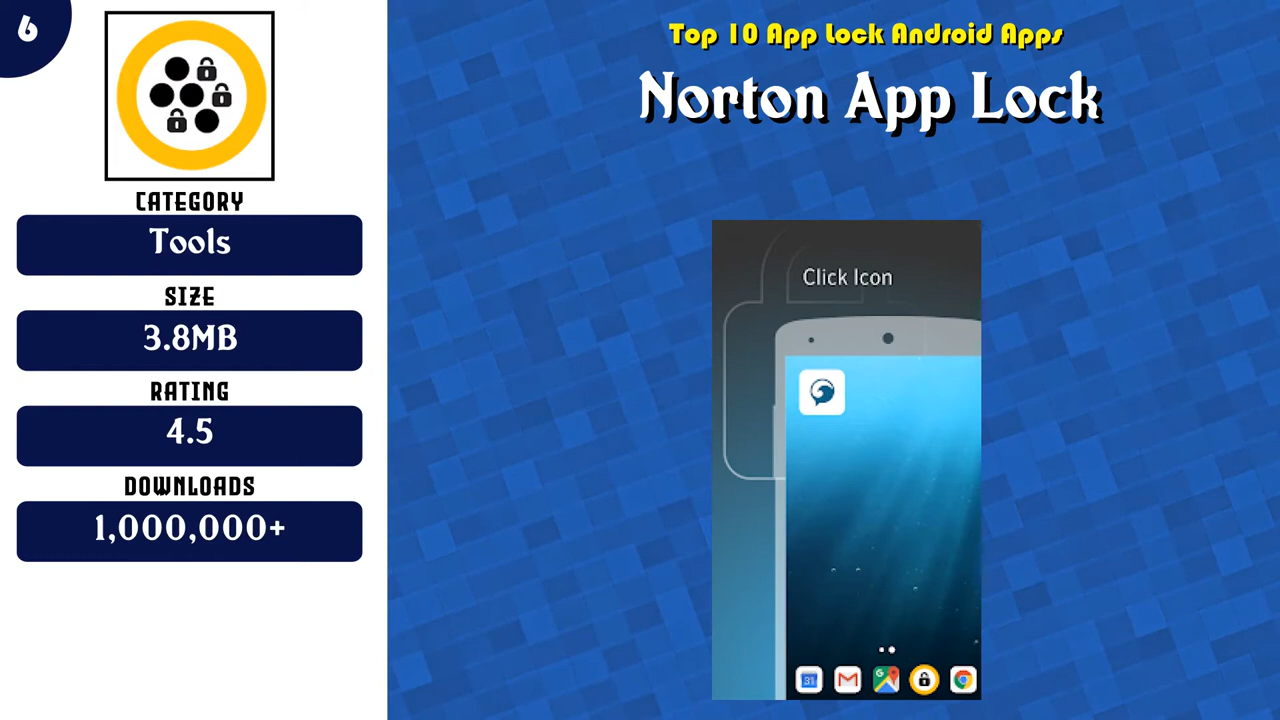 6
CATEGORY
Tools
SIZE
3.8MB
RATING
4.5
DOWNLOADS
1,000,000+
Top 10 App Lock Android Apps
Norton App Lock
Click Icon
31
G